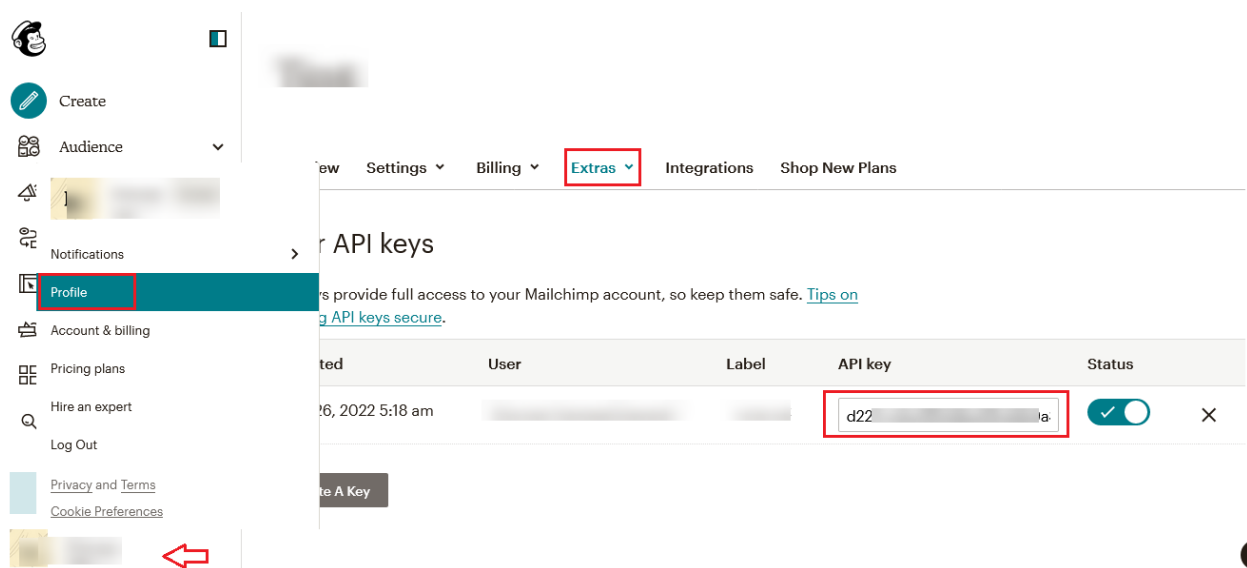 Create
Audience
Notifications
Profile
Account & billing
Pricing plans
Hire an expert
Log Out
Privacy and Terms
Cookie Preferences
Settings
Billing
Extras
Integrations
Shop New Plans
API keys
provide full access to your Mailchimp account, so keep them safe. Tips on
API keys secure.
User
Label
API key
Status
2022 5:18 am
d22
A Key